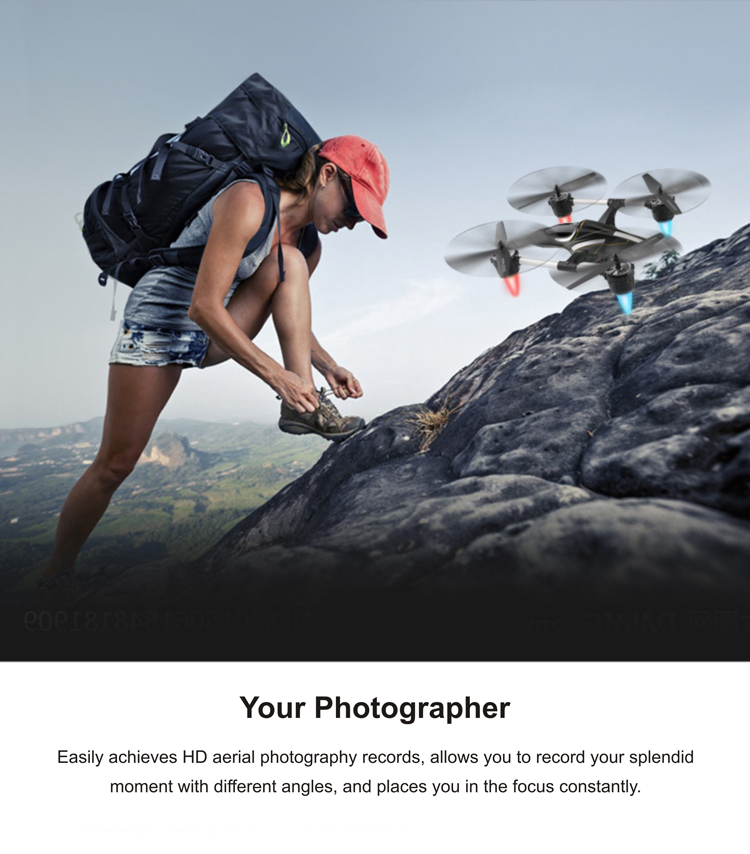 Your Photographer
Easily achieves HD aerial photography records, allows you to record your splendid
moment with different angles, and places you in the focus constantly.